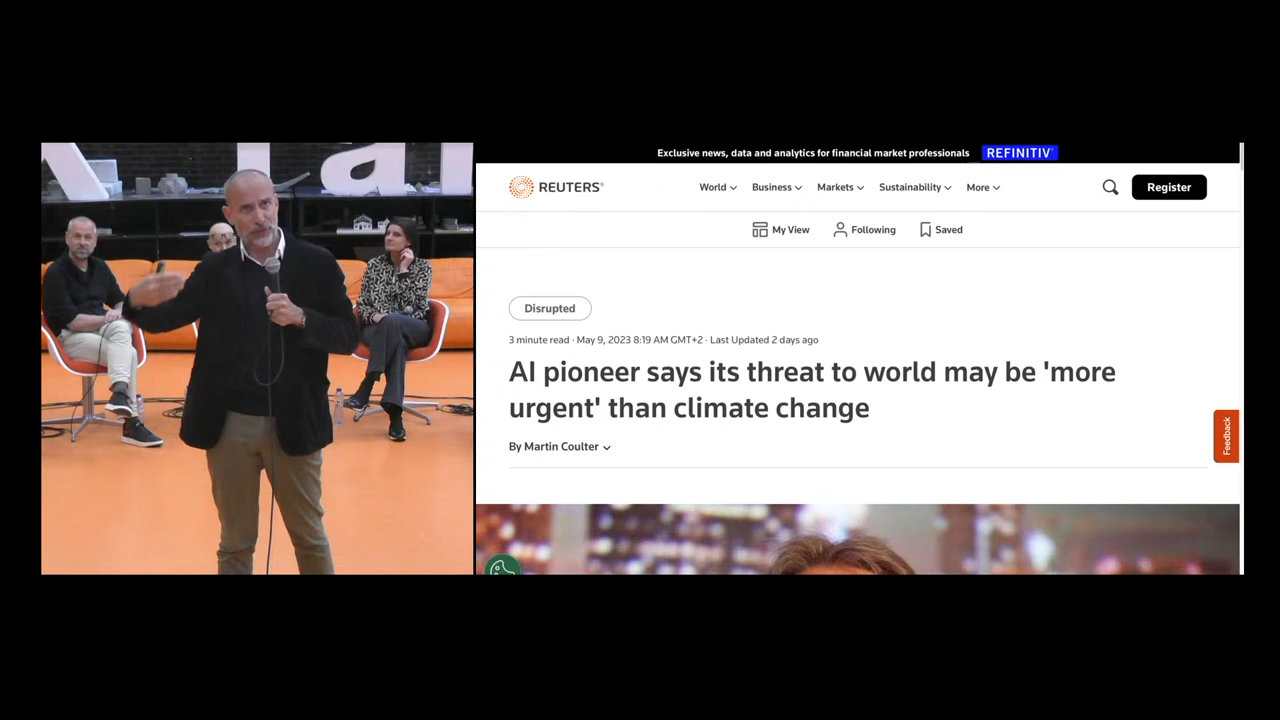 Exclusive news, data and analytics for financial market professionals REFINITIV
REUTERS
World Business Markets Sustainability More
Register
My View Following Saved
Disrupted
3 minute read · May 9, 2023 8:19 AM GMT+2 · Last Updated 2 days ago
AI pioneer says its threat to world may be 'more
urgent' than climate change
By Martin Coulter
Feedback